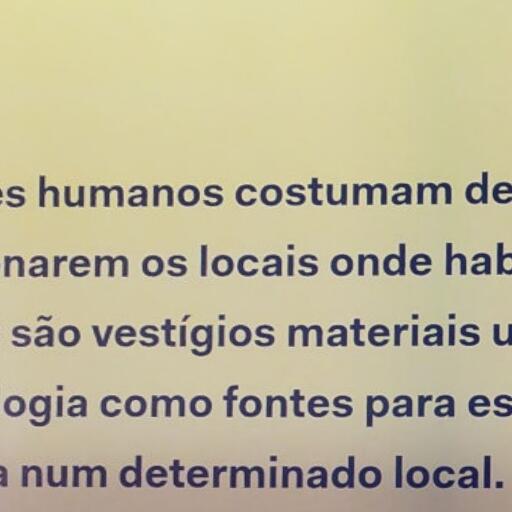 es humanos costumam de
narem os locais onde hab
são vestígios materiais u
ogia como fontes para es
a num determinado local.